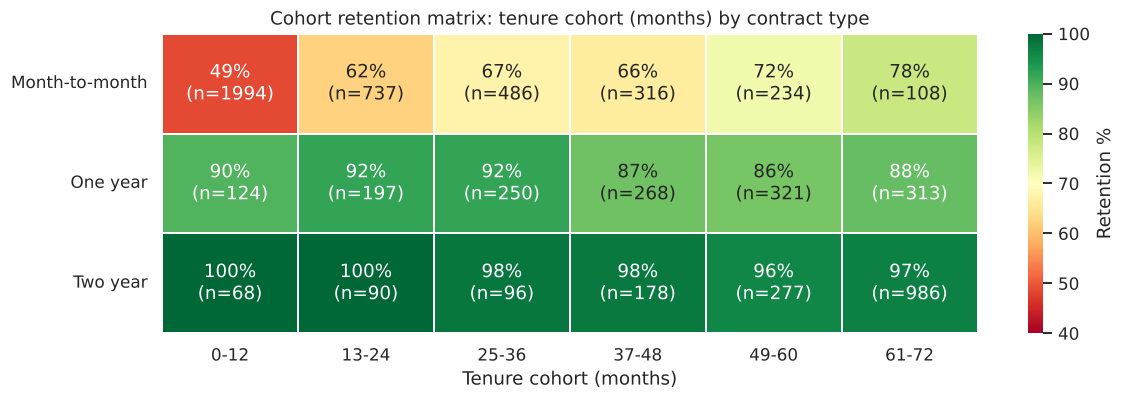 Cohort retention matrix: tenure cohort (months) by contract type
Month-to-month
49%
(n=1994)
62%
(n=737)
67%
(n=486)
66%
(n=316)
72%
(n=234)
78%
(n=108)
One year
90%
(n=124)
92%
(n=197)
92%
(n=250)
87%
(n=268)
86%
(n=321)
88%
(n=313)
Two year
100%
(n=68)
100%
(n=90)
98%
(n=96)
98%
(n=178)
96%
(n=277)
97%
(n=986)
0-12
13-24
25-36
37-48
49-60
61-72
Tenure cohort (months)
100
90
80
70
60
50
40
Retention %